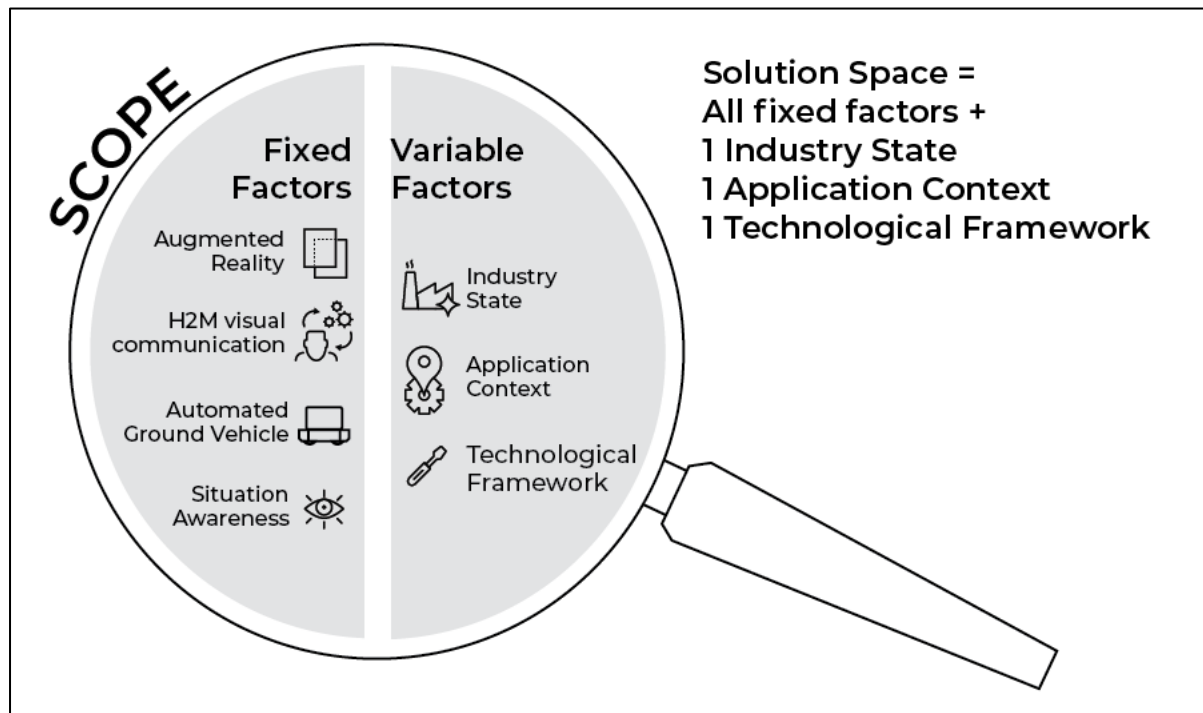 SCOPE
Fixed
Factors
Augmented
Reality
H2M visual
communication
Automated
Ground Vehicle
Situation
Awareness
Variable
Factors
Industry
State
Application
Context
Technological
Framework
Solution Space =
All fixed factors +
1 Industry State
1 Application Context
1 Technological Framework